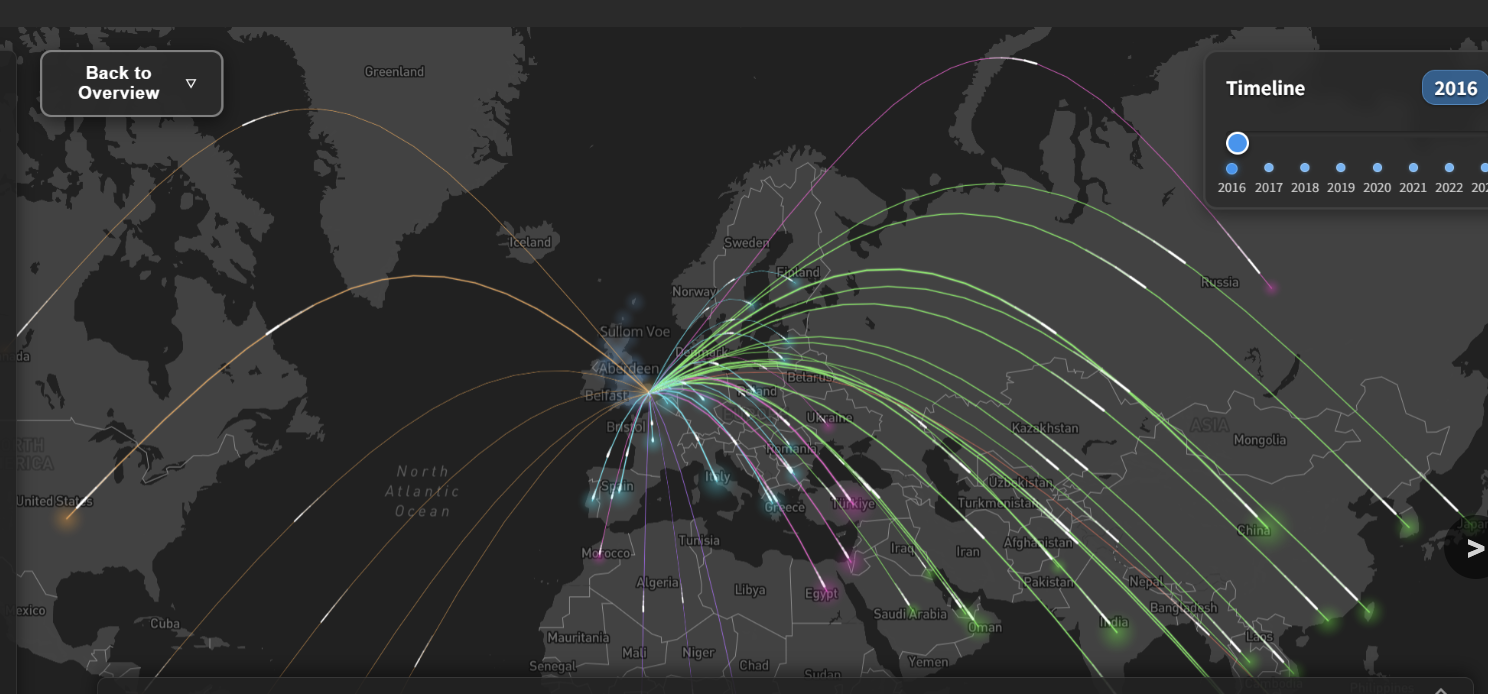 Back to
Overview
▽
Greenland
Timeline
2016
2016 2017 2018 2019 2020 2021 2022
Iceland
Sweden
Finland
Norway
Russia
Sullom Voe
Denmark
Aberdeen
Belarus
Belfast
Poland
Ukraine
Bristol
Kazakhstan
ASIA
Mongolia
Romania
North
Atlantic
Ocean
United States
Spain
Italy
Greece
Türkiye
Uzbekistan
Turkmenistan
China
Japan
Morocco
Tunisia
Iraq
Iran
Afghanistan
>
Algeria
Libya
Egypt
Pakistan
Nepal
Bangladesh
Cuba
Saudi Arabia
Oman
India
Laos
Mauritania
Mali
Niger
Chad
Senegal
Sudan
Yemen